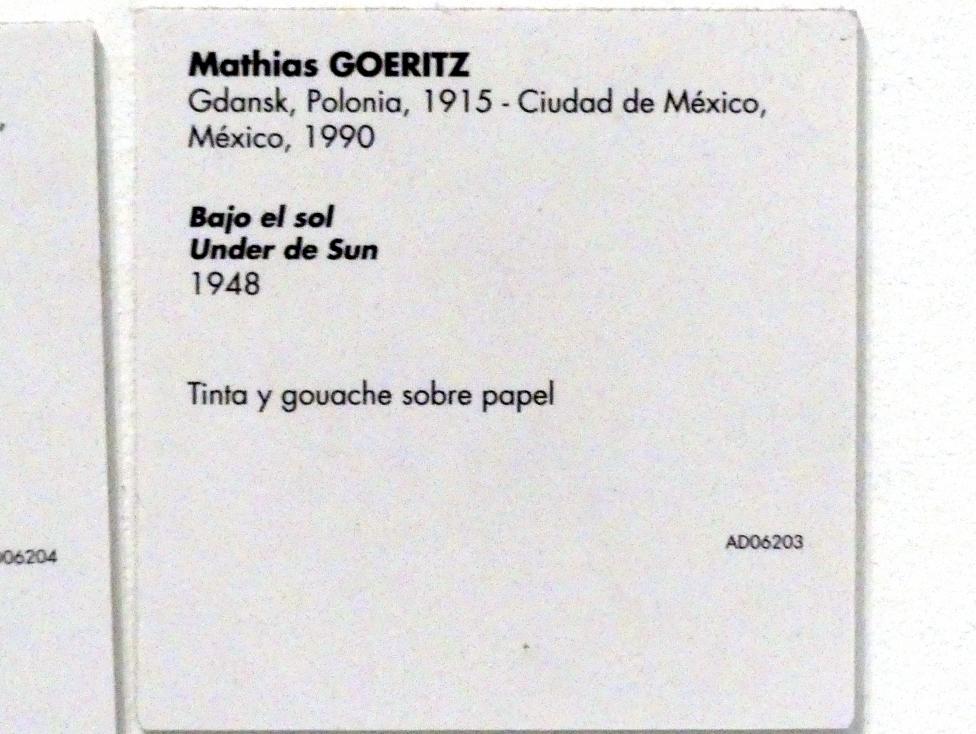 Mathias GOERITZ
Gdansk, Polonia, 1915 - Ciudad de México,
México, 1990
Bajo el sol
Under de Sun
1948
Tinta y gouache sobre papel
AD06203
06204